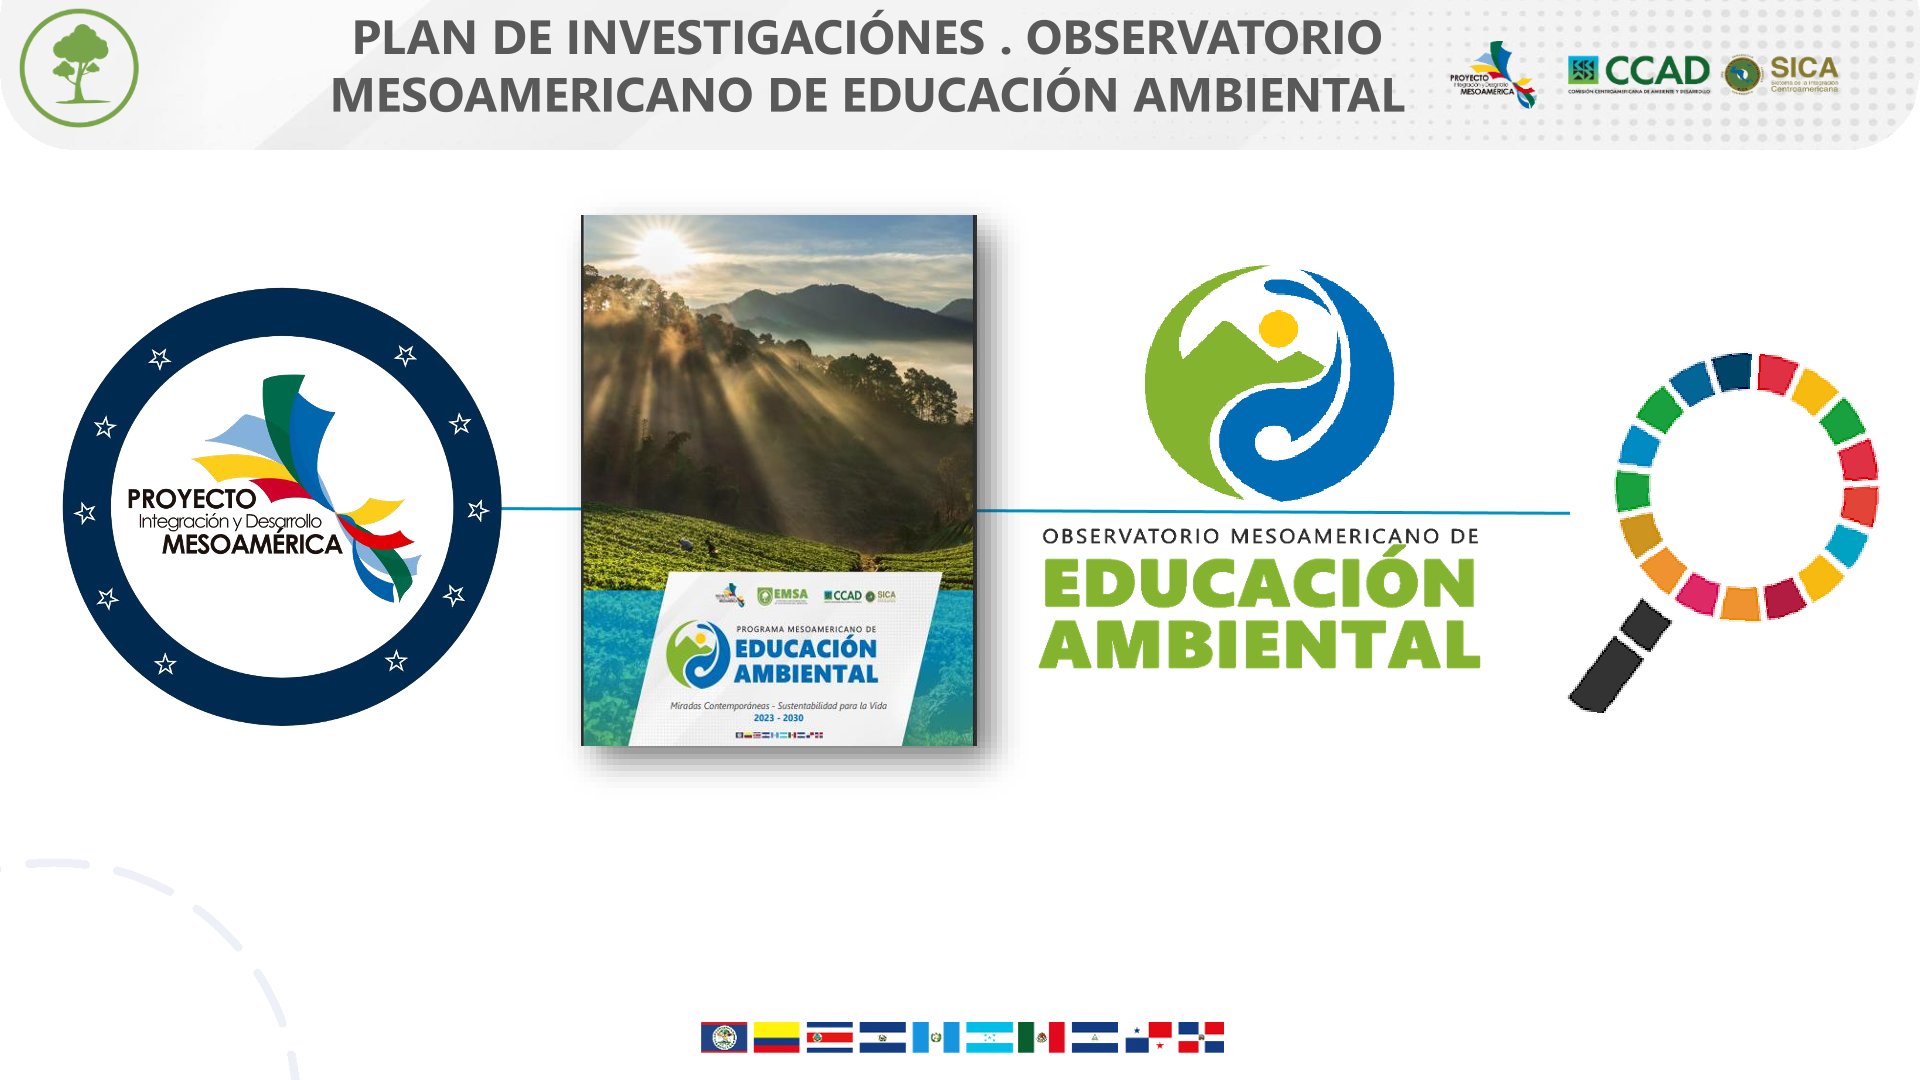 PLAN DE INVESTIGACIÓNES . OBSERVATORIO
MESOAMERICANO DE EDUCACIÓN AMBIENTAL
PROYECTO
Integración y Desarrollo
MESOAMÉRICA
CCAD
COMISIÓN CENTROAMERICANA DE AMBIENTE Y DESARROLLO
SICA
Sistema de la Integración
Centroamericana
PROYECTO
Integración y Desarrollo
MESOAMÉRICA
EMSA
CCAD
SICA
PROGRAMA MESOAMERICANO DE
EDUCACIÓN
AMBIENTAL
Miradas Contemporáneas - Sustentabilidad para la Vida
2023 - 2030
OBSERVATORIO MESOAMERICANO DE
EDUCACIÓN
AMBIENTAL